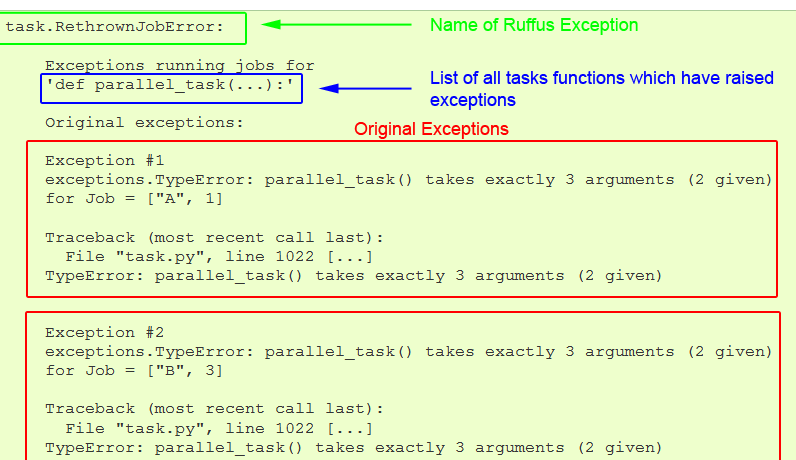 task.RethrownJobError:
Name of Ruffus Exception
Exceptions running jobs for
'def parallel_task(...):'
List of all tasks functions which have raised
exceptions
Original exceptions:
Original Exceptions
Exception #1
exceptions.TypeError: parallel_task() takes exactly 3 arguments (2 given)
for Job = ["A", 1]
Traceback (most recent call last):
File "task.py", line 1022 [...]
TypeError: parallel_task() takes exactly 3 arguments (2 given)
Exception #2
exceptions.TypeError: parallel_task() takes exactly 3 arguments (2 given)
for Job = ["B", 3]
Traceback (most recent call last):
File "task.py", line 1022 [...]
TypeError: parallel_task() takes exactly 3 arguments (2 given)